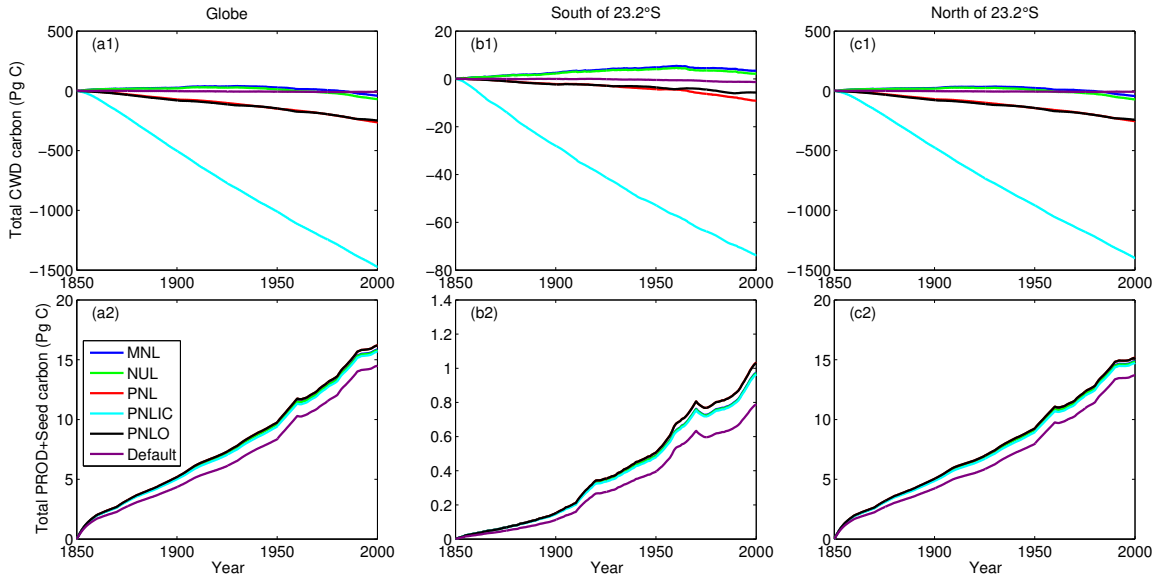 Globe
South of 23.2°S
North of 23.2°S
Total CWD carbon (Pg C)
(a1)
500
0
−500
−1000
−1500
1850
1900
1950
2000
(b1)
20
0
−20
−40
−60
−80
1850
1900
1950
2000
(c1)
500
0
−500
−1000
−1500
1850
1900
1950
2000
Total PROD+Seed carbon (Pg C)
(a2)
20
15
10
5
0
MNL
NUL
PNL
PNLIC
PNLO
Default
1850
1900
1950
2000
Year
(b2)
1.4
1.2
1
0.8
0.6
0.4
0.2
0
1850
1900
1950
2000
Year
(c2)
20
15
10
5
0
1850
1900
1950
2000
Year